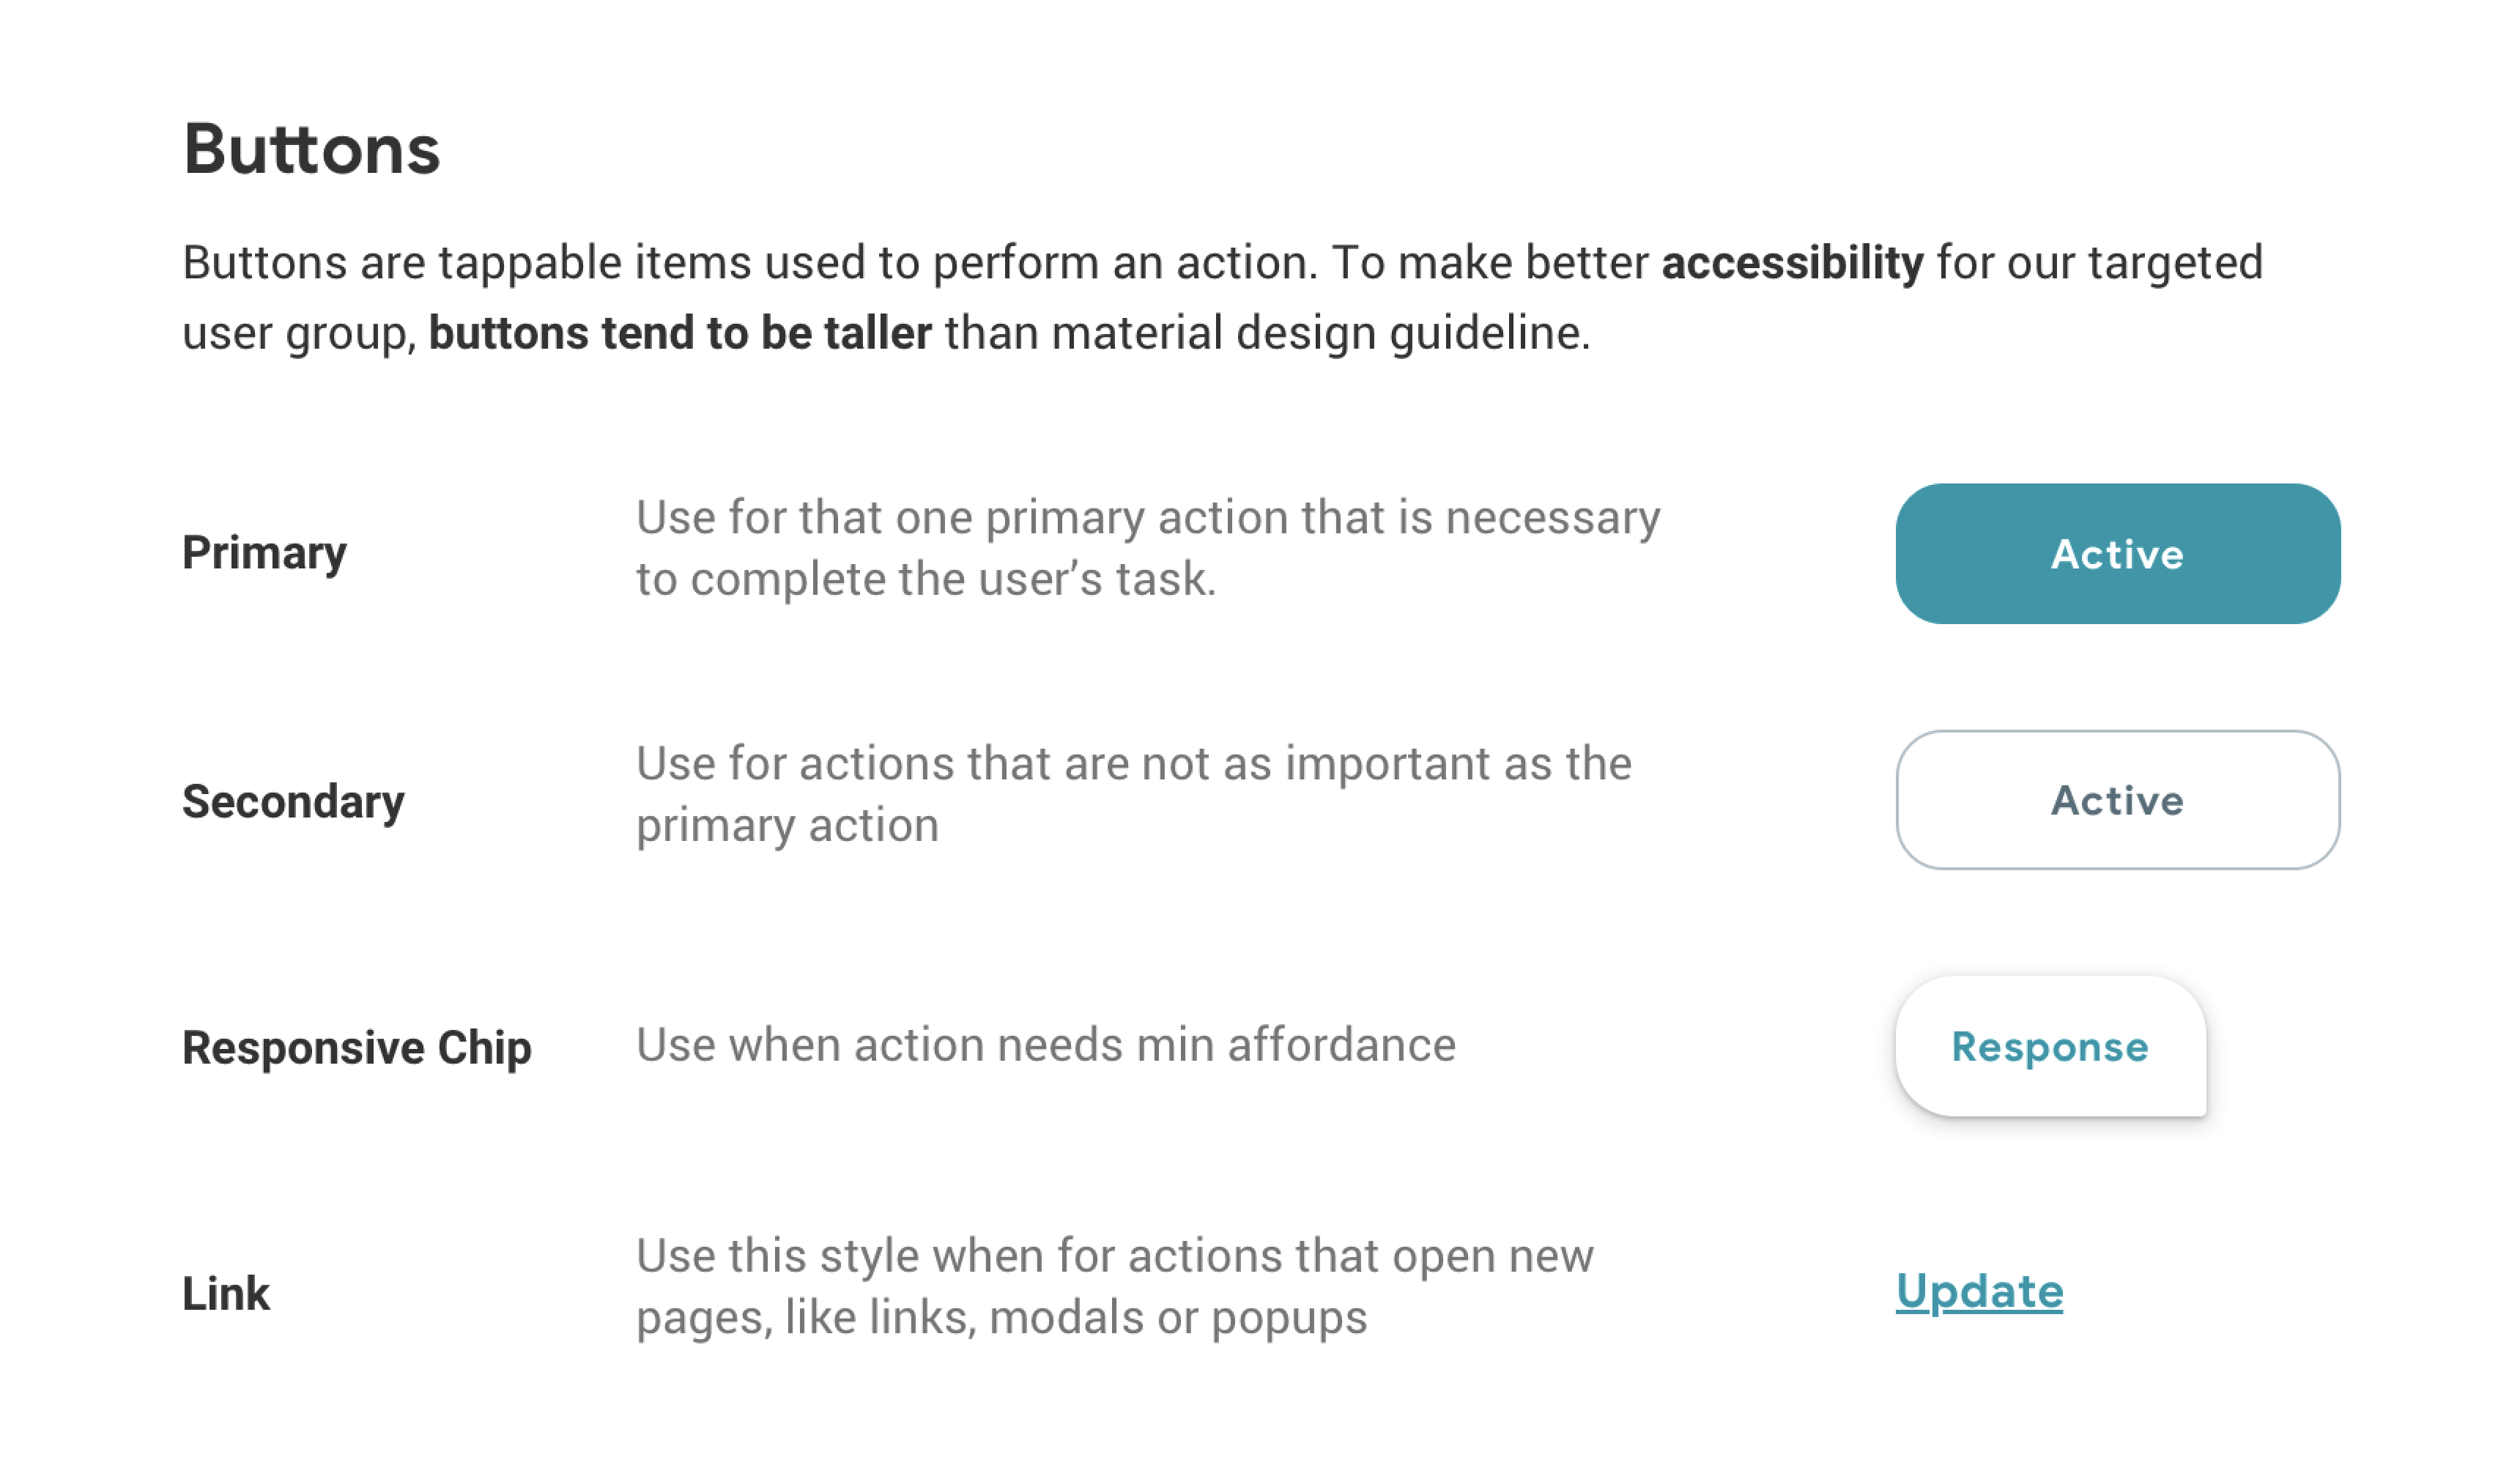 Buttons
Buttons are tappable items used to perform an action. To make better accessibility for our targeted
user group, buttons tend to be taller than material design guideline.
Primary
Use for that one primary action that is necessary
to complete the user's task.
Active
Secondary
Use for actions that are not as important as the
primary action
Active
Responsive Chip
Use when action needs min affordance
Response
Link
Use this style when for actions that open new
pages, like links, modals or popups
Update